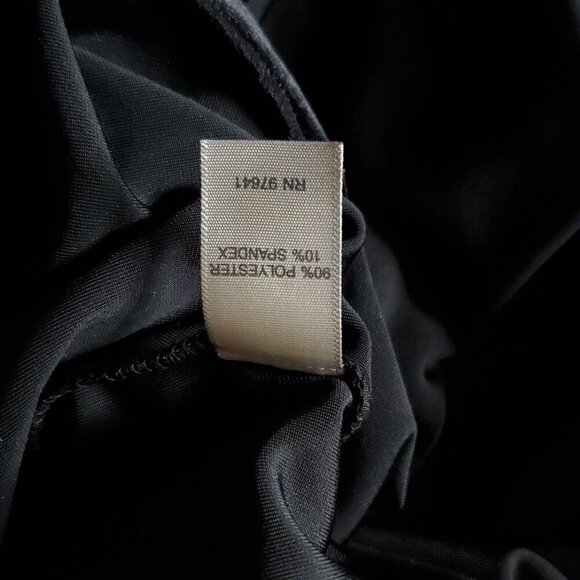 90% POLYESTER
10% SPANDEX
RN 97641